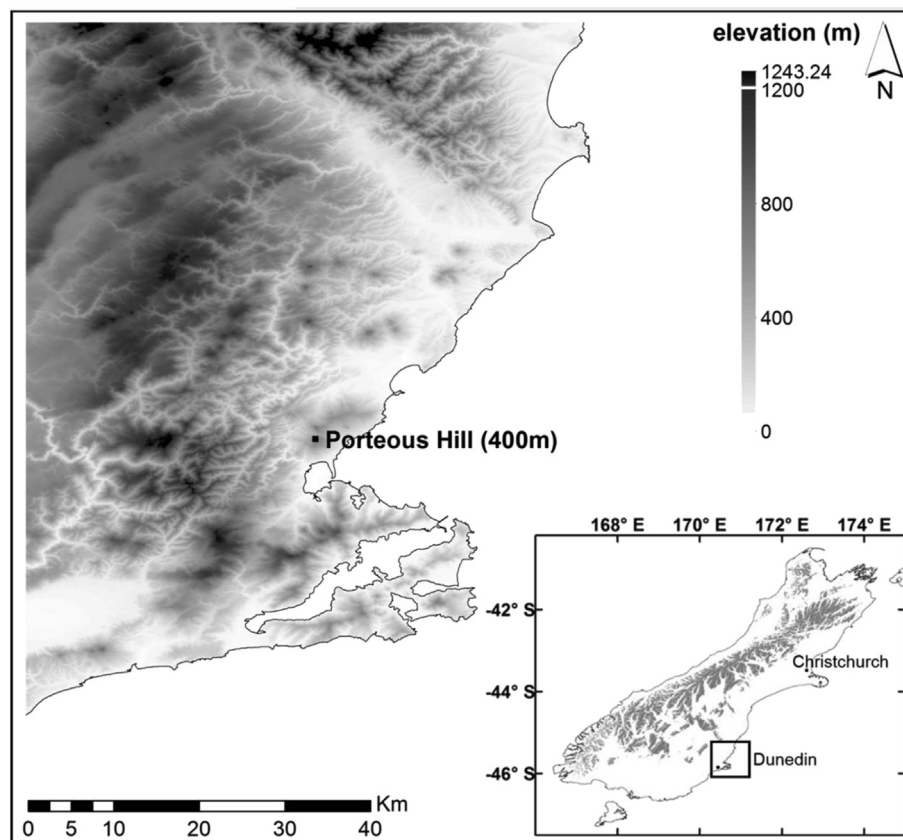 elevation (m)
1243.24
1200
800
400
0
N
Porteous Hill (400m)
168° E 170° E 172° E 174° E
-42° S
-44° S
-46° S
Christchurch
Dunedin
Km
0 5 10 20 30 40